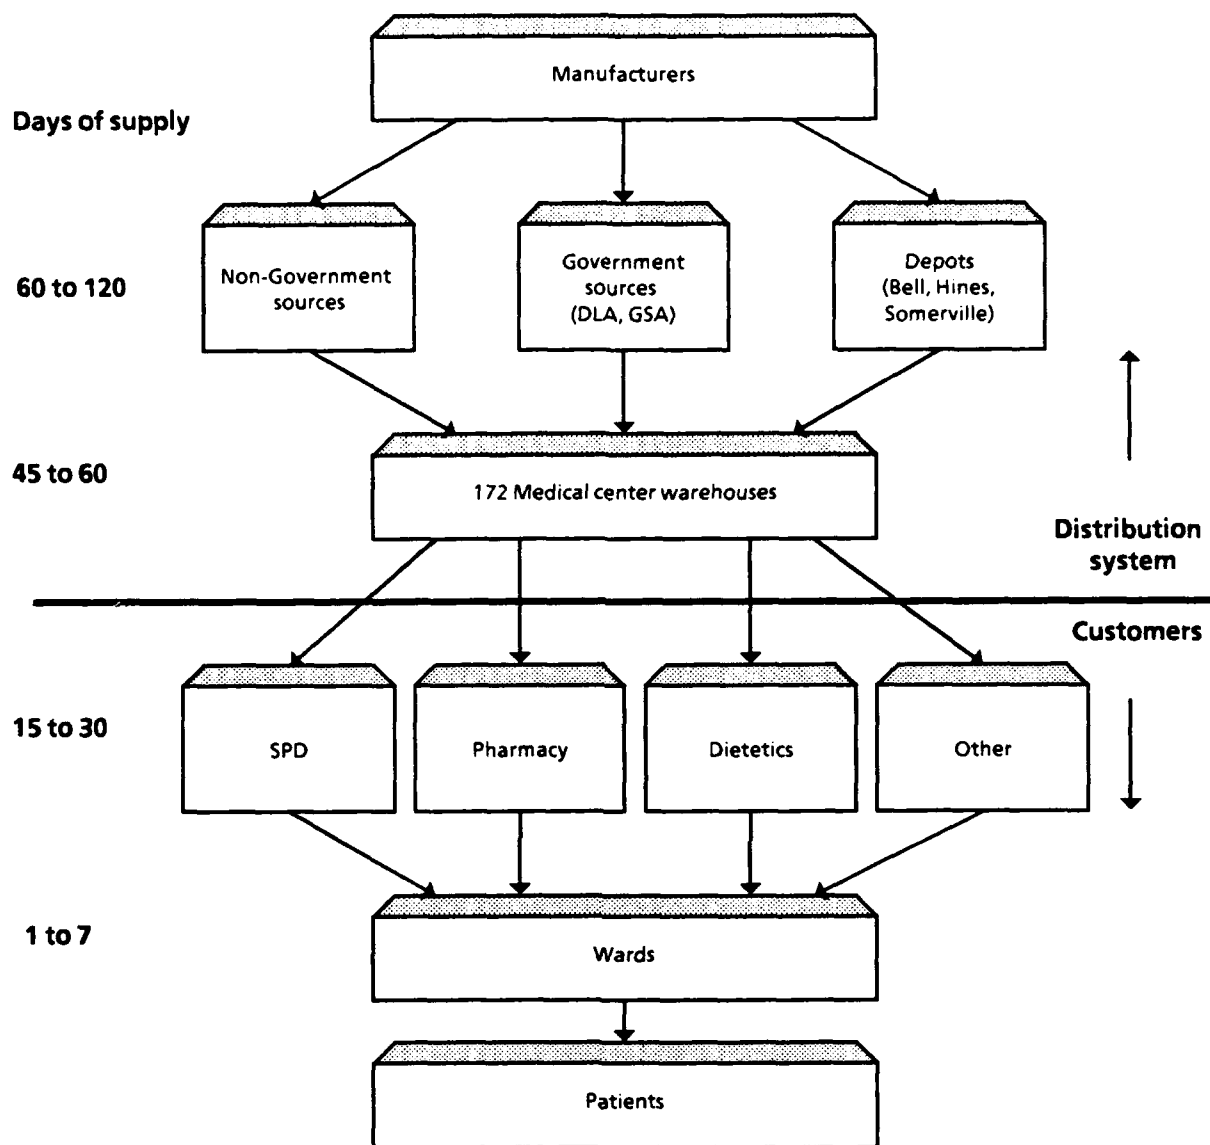 Manufacturers
Days of supply
60 to 120
Non-Government
sources
Government
sources
(DLA, GSA)
Depots
(Bell, Hines,
Somerville)
45 to 60
172 Medical center warehouses
Distribution
system
Customers
15 to 30
SPD
Pharmacy
Dietetics
Other
1 to 7
Wards
Patients